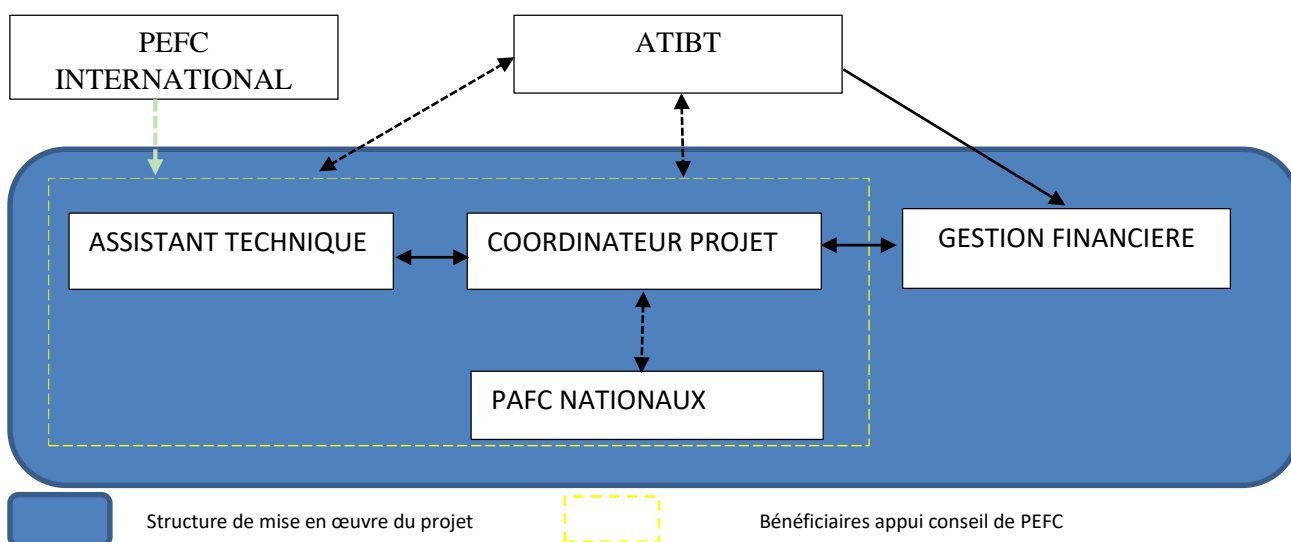 PEFC
INTERNATIONAL
ATIBT
ASSISTANT TECHNIQUE
COORDINATEUR PROJET
GESTION FINANCIERE
PAFC NATIONAUX
Structure de mise en œuvre du projet
Bénéficiaires appui conseil de PEFC